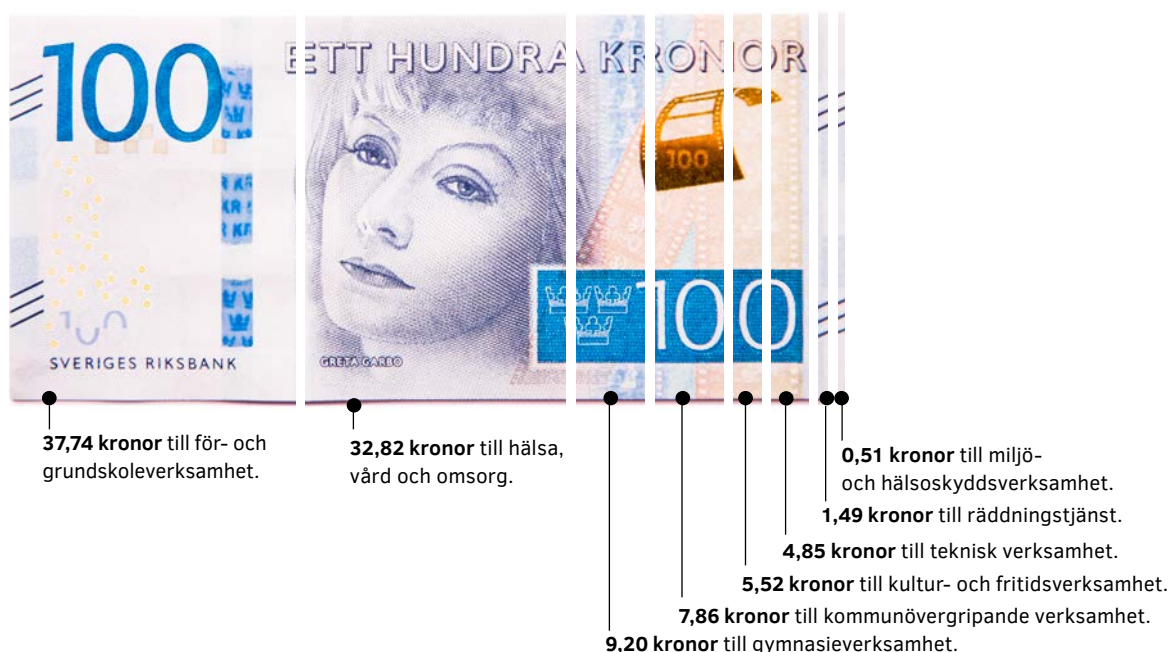 100
ETT HUNDRA KRONOR
100
100
SVERIGES RIKSBANK
GRETA GARBO
37,74 kronor till för- och
grundskoleverksamhet.
32,82 kronor till hälsa,
vård och omsorg.
0,51 kronor till miljö-
och hälsoskyddsverksamhet.
1,49 kronor till räddningstjänst.
4,85 kronor till teknisk verksamhet.
5,52 kronor till kultur- och fritidsverksamhet.
7,86 kronor till kommunövergripande verksamhet.
9,20 kronor till gymnasieverksamhet.